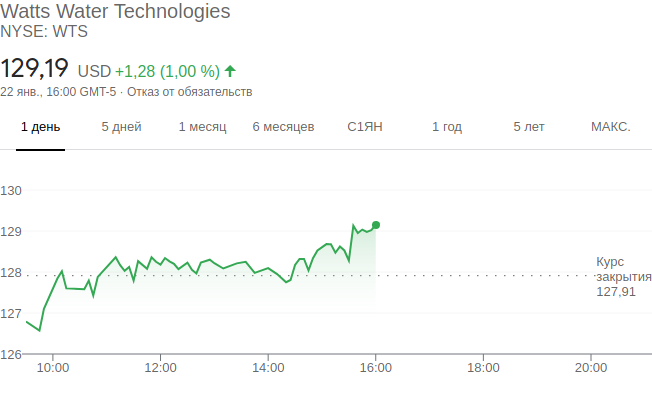 Watts Water Technologies
NYSE: WTS
129,19 USD +1,28 (1,00 %)
22 янв., 16:00 GMT-5 · Отказ от обязательств
1 день 5 дней 1 месяц 6 месяцев С1ЯН 1 год 5 лет МАКС.
130
129
128
127
126
Курс
закрытия
127,91
10:00 12:00 14:00 16:00 18:00 20:00